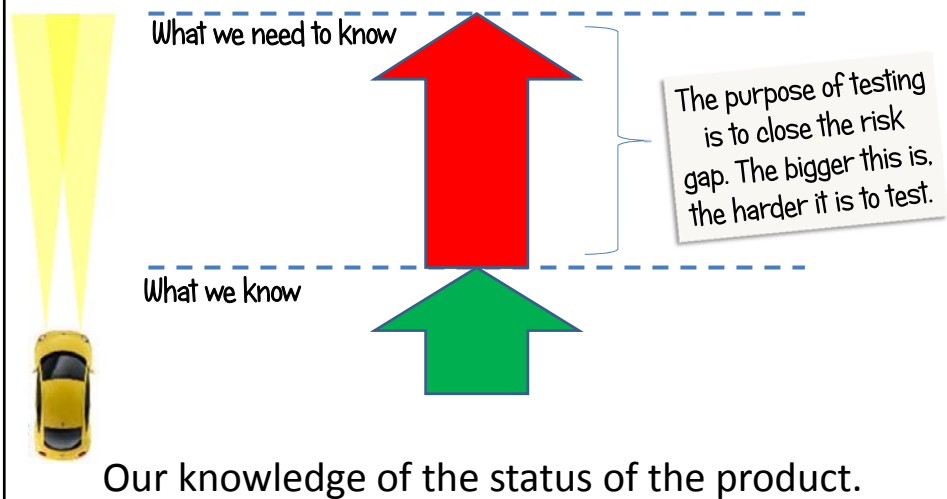 What we need to know
The purpose of testing
is to close the risk
gap. The bigger this is,
the harder it is to test.
What we know
Our knowledge of the status of the product.